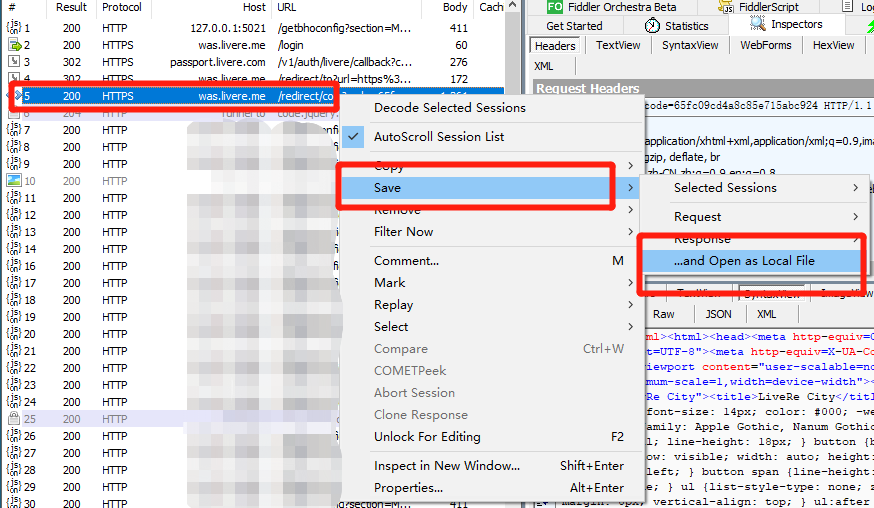 # Result Protocol Host URL Body Cach
1 200 HTTP 127.0.0.1:5021 /getbhoconfig?section=M... 411
2 200 HTTPS was.livere.me /login 60
3 302 HTTPS passport.livere.com /v1/auth/livere/callback?c... 276
4 302 HTTPS was.livere.me /redirect/to?url=https%3... 172
5 200 HTTPS was.livere.me
6 204 HTTPS
7 200 HTTP
8 200 HTTP
9 200 HTTP
10 200 HTTP
11 200 HTTP
12 200 HTTP
13 200 HTTP
14 200 HTTP
15 200 HTTP
16 200 HTTP
17 200 HTTP
18 200 HTTP
19 200 HTTP
20 200 HTTP
21 200 HTTP
22 200 HTTP
23 200 HTTP
24 200 HTTP
25 200 HTTP
26 200 HTTP
27 200 HTTP
28 200 HTTP
29 200 HTTP
30 200 HTTP 411
Decode Selected Sessions
AutoScroll Session List
Copy
Save
Remove
Filter Now
Comment... M
Mark
Replay
Select
Compare Ctrl+W
COMETPeek
Abort Session
Clone Response
Unlock For Editing F2
Inspect in New Window... Shift+Enter
Properties... Alt+Enter
Selected Sessions
Request
Response
...and Open as Local File
FO Fiddler Orchestra Beta FiddlerScript Log
Get Started Statistics Inspectors
Headers TextView SyntaxView WebForms HexView
XML
Request Headers
code=65fc09cd4a8c85e715abc924 HTTP/1.1
application/xhtml+xml,application/xml;q=0.9,ima
gzip, deflate, br
zh-CN,zh;q=0.9,en;q=0.8
TextView SyntaxView ImageView
Raw JSON XML
ml><html><head><meta http-equiv=C
t=UTF-8"><meta http-equiv=X-UA-Co
viewport content="user-scalable=no
mum-scale=1,width=device-width"><
Re City"><title>LiveRe City</titl
font-size: 14px; color: #000; -we
amily: Apple Gothic, Nanum Gothic
l; line-height: 18px; } button {b
ow: visible; width: auto; height:
left; } button span {line-height:
; } ul {list-style-type: none; z
margin: 0px; vertical-align: top; } ul:after